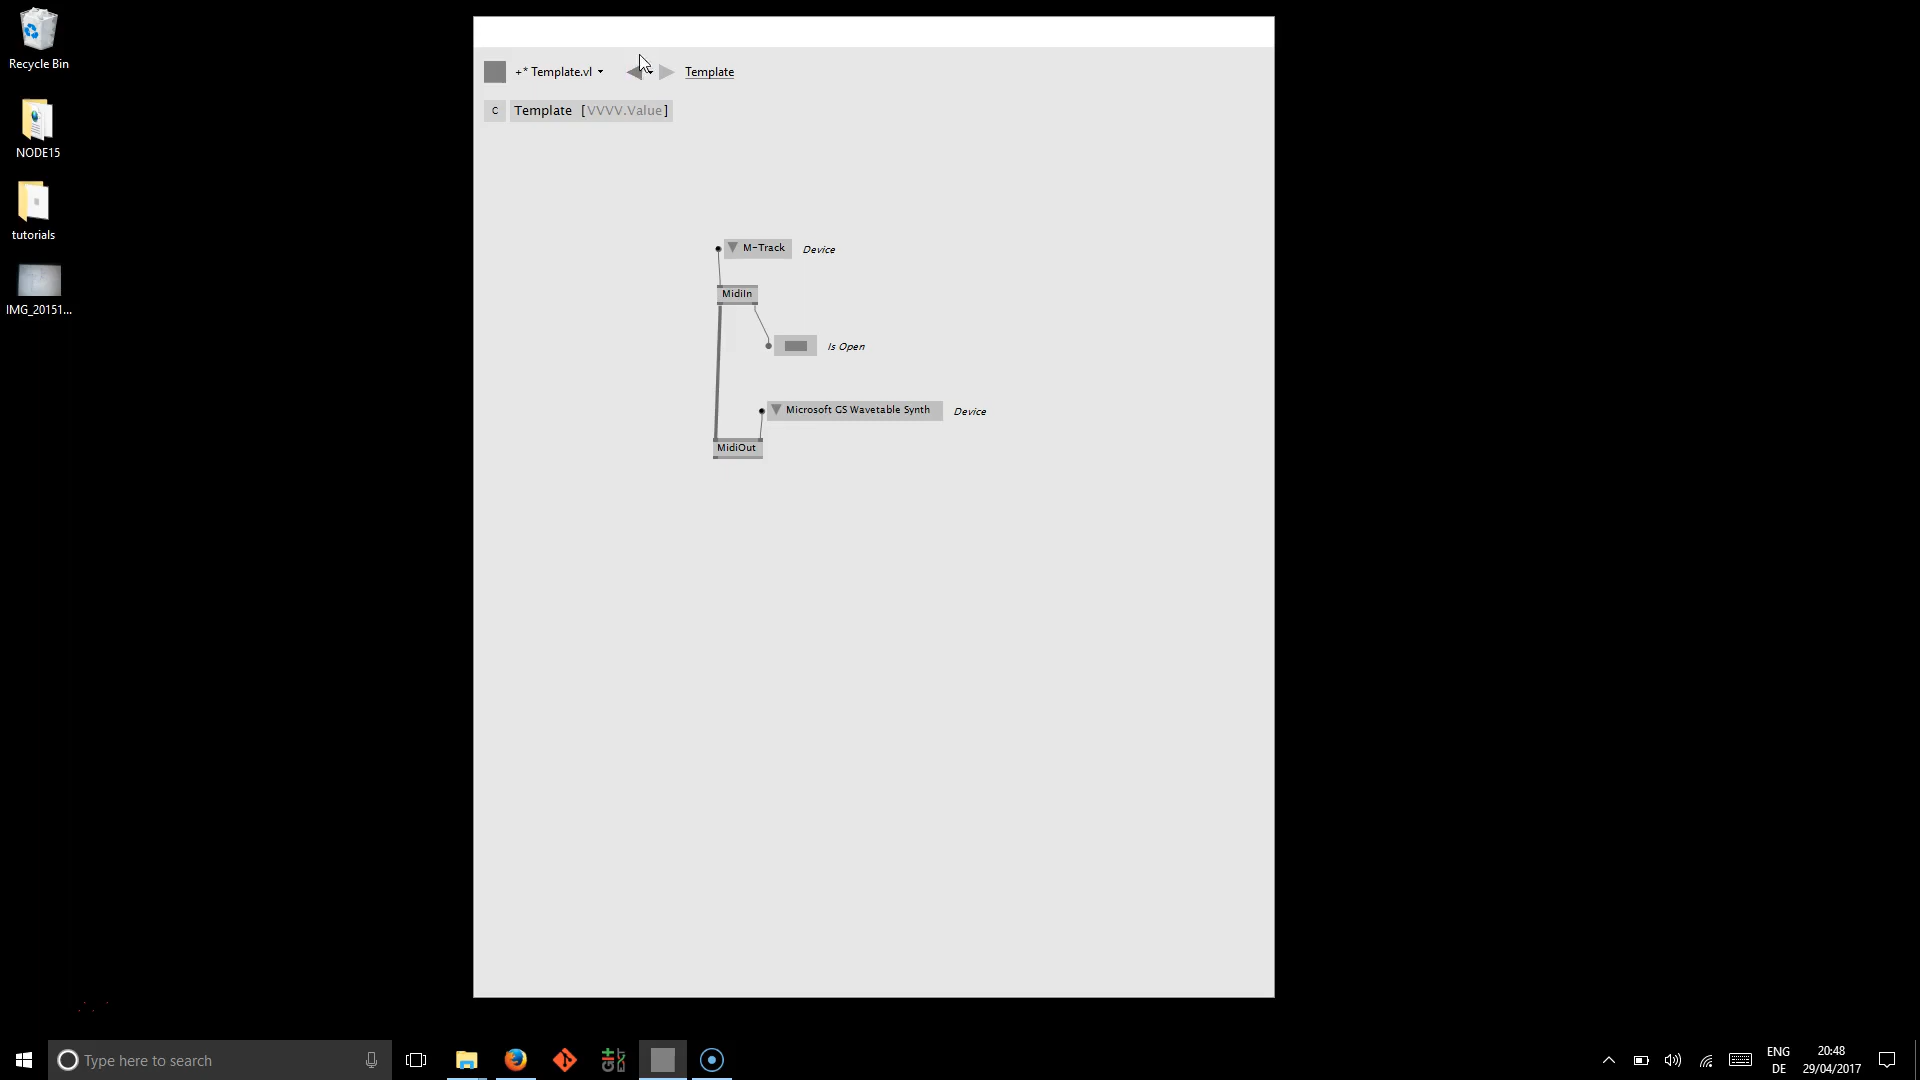 Recycle Bin
NODE15
tutorials
IMG_20151...
+* Template.vl
Template
C Template [VVVV.Value]
M-Track Device
MidiIn
Is Open
Microsoft GS Wavetable Synth Device
MidiOut
Type here to search
ENG
DE
20:48
29/04/2017